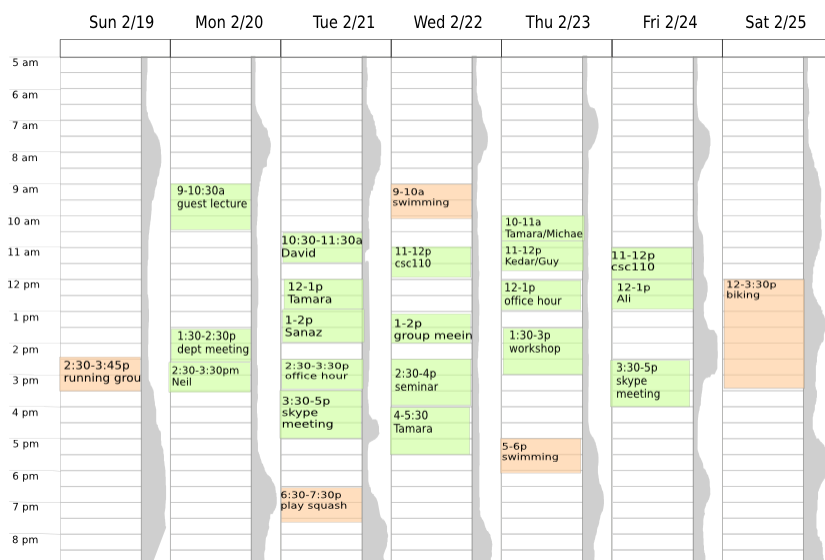 Sun 2/19
Mon 2/20
Tue 2/21
Wed 2/22
Thu 2/23
Fri 2/24
Sat 2/25
5 am
6 am
7 am
8 am
9 am
10 am
11 am
12 pm
1 pm
2 pm
3 pm
4 pm
5 pm
6 pm
7 pm
8 pm
2:30-3:45p
running grou
9-10:30a
guest lecture
1:30-2:30p
dept meeting
2:30-3:30pm
Neil
10:30-11:30a
David
12-1p
Tamara
1-2p
Sanaz
2:30-3:30p
office hour
3:30-5p
skype
meeting
6:30-7:30p
play squash
9-10a
swimming
11-12p
csc110
1-2p
group meein
2:30-4p
seminar
4-5:30
Tamara
10-11a
Tamara/Michae
11-12p
Kedar/Guy
12-1p
office hour
1:30-3p
workshop
5-6p
swimming
11-12p
csc110
12-1p
Ali
3:30-5p
skype
meeting
12-3:30p
biking